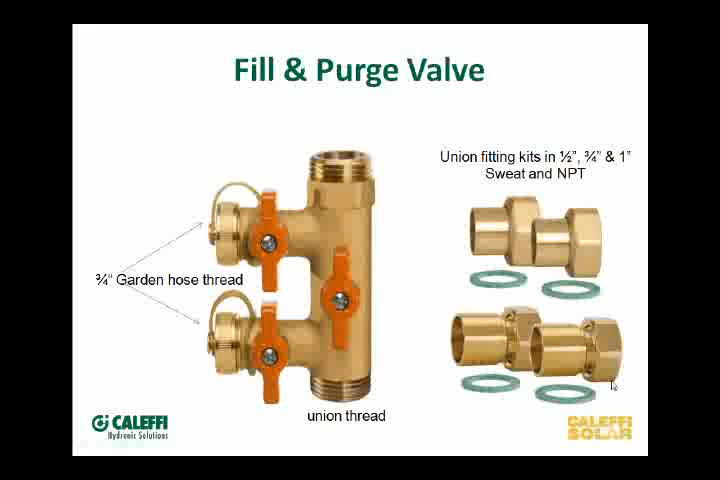 Fill & Purge Valve
Union fitting kits in ½”, ¾” & 1”
Sweat and NPT
¾“ Garden hose thread
union thread
CALEFFI
Hydronic Solutions
CALEFFI
SOLAR